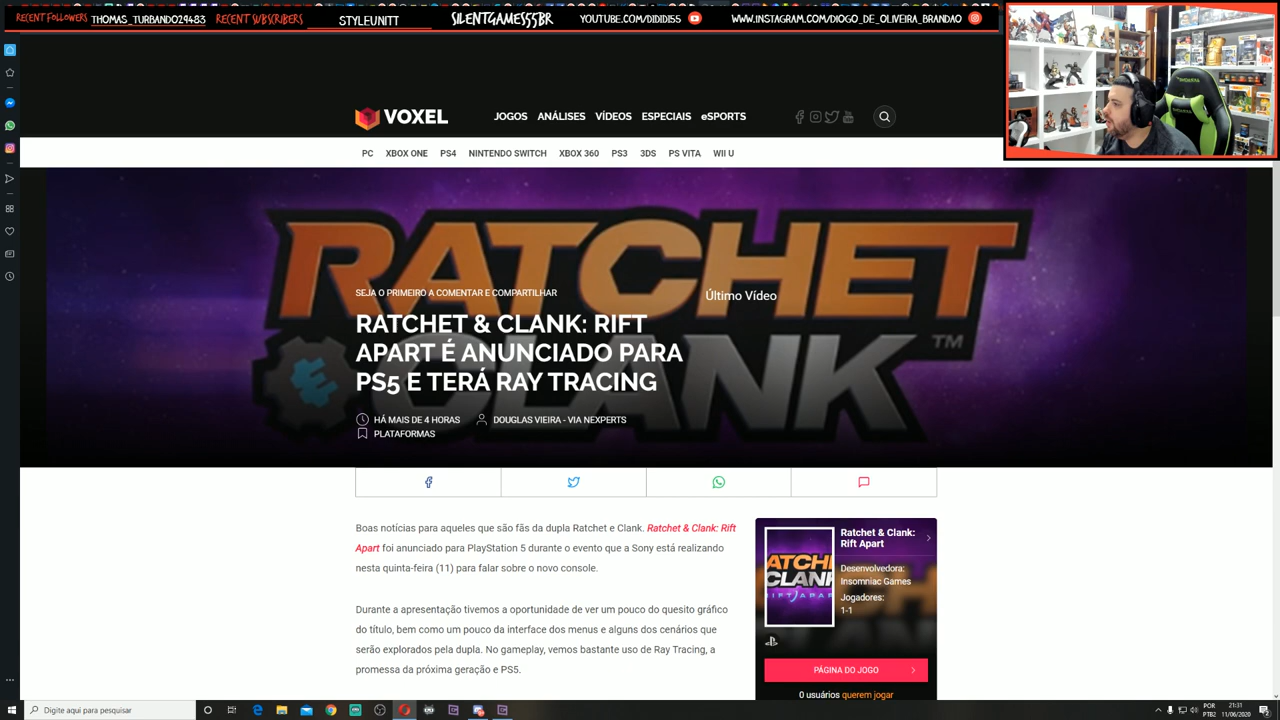 RECENT FOLLOWERS THOMAS_TURBANDO29483 RECENT SUBSCRIBERS STYLEUNITT SILENTGAMES55BR YOUTUBE.COM/DIDIDI55 WWW.INSTAGRAM.COM/DIOGO_DE_OLIVEIRA_BRANDAO
VOXEL JOGOS ANÁLISES VÍDEOS ESPECIAIS eSPORTS
PC XBOX ONE PS4 NINTENDO SWITCH XBOX 360 PS3 3DS PS VITA WII U
RATCHET
CLANK™
SEJA O PRIMEIRO A COMENTAR E COMPARTILHAR
Último Vídeo
RATCHET & CLANK: RIFT
APART É ANUNCIADO PARA
PS5 E TERÁ RAY TRACING
HÁ MAIS DE 4 HORAS DOUGLAS VIEIRA - VIA NEXPERTS
PLATAFORMAS
Boas notícias para aqueles que são fãs da dupla Ratchet e Clank. Ratchet & Clank: Rift
Apart foi anunciado para PlayStation 5 durante o evento que a Sony está realizando
nesta quinta-feira (11) para falar sobre o novo console.
Durante a apresentação tivemos a oportunidade de ver um pouco do quesito gráfico
do título, bem como um pouco da interface dos menus e alguns dos cenários que
serão explorados pela dupla. No gameplay, vemos bastante uso de Ray Tracing, a
promessa da próxima geração e PS5.
Ratchet & Clank:
Rift Apart
Desenvolvedora:
Insomniac Games
Jogadores:
1-1
PÁGINA DO JOGO
0 usuários querem jogar
Digite aqui para pesquisar
POR
PTB2
21:31
11/06/2020